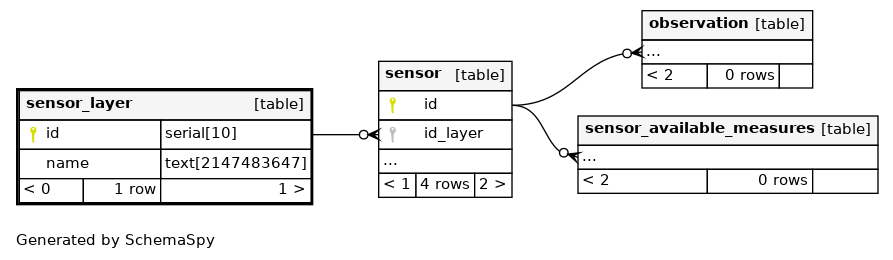 sensor_layer [table]
id serial[10]
name text[2147483647]
< 0 1 row 1 >
sensor [table]
id
id_layer
...
< 1 4 rows 2 >
observation [table]
...
< 2 0 rows
sensor_available_measures [table]
...
< 2 0 rows
Generated by SchemaSpy